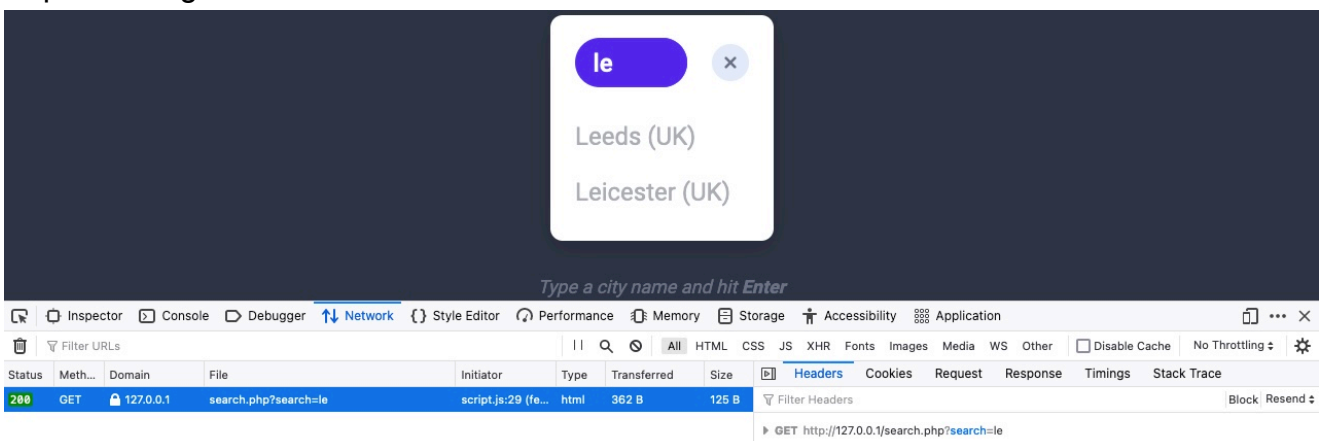 le
Leeds (UK)
Leicester (UK)
Type a city name and hit Enter
Inspector Console Debugger Network Style Editor Performance Memory Storage Accessibility Application
Filter URLs All HTML CSS JS XHR Fonts Images Media WS Other Disable Cache No Throttling
Status Meth... Domain File Initiator Type Transferred Size Headers Cookies Request Response Timings Stack Trace
200 GET 127.0.0.1 search.php?search=le script.js:29 (fe... html 362 B 125 B Filter Headers Block Resend
GET http://127.0.0.1/search.php?search=le